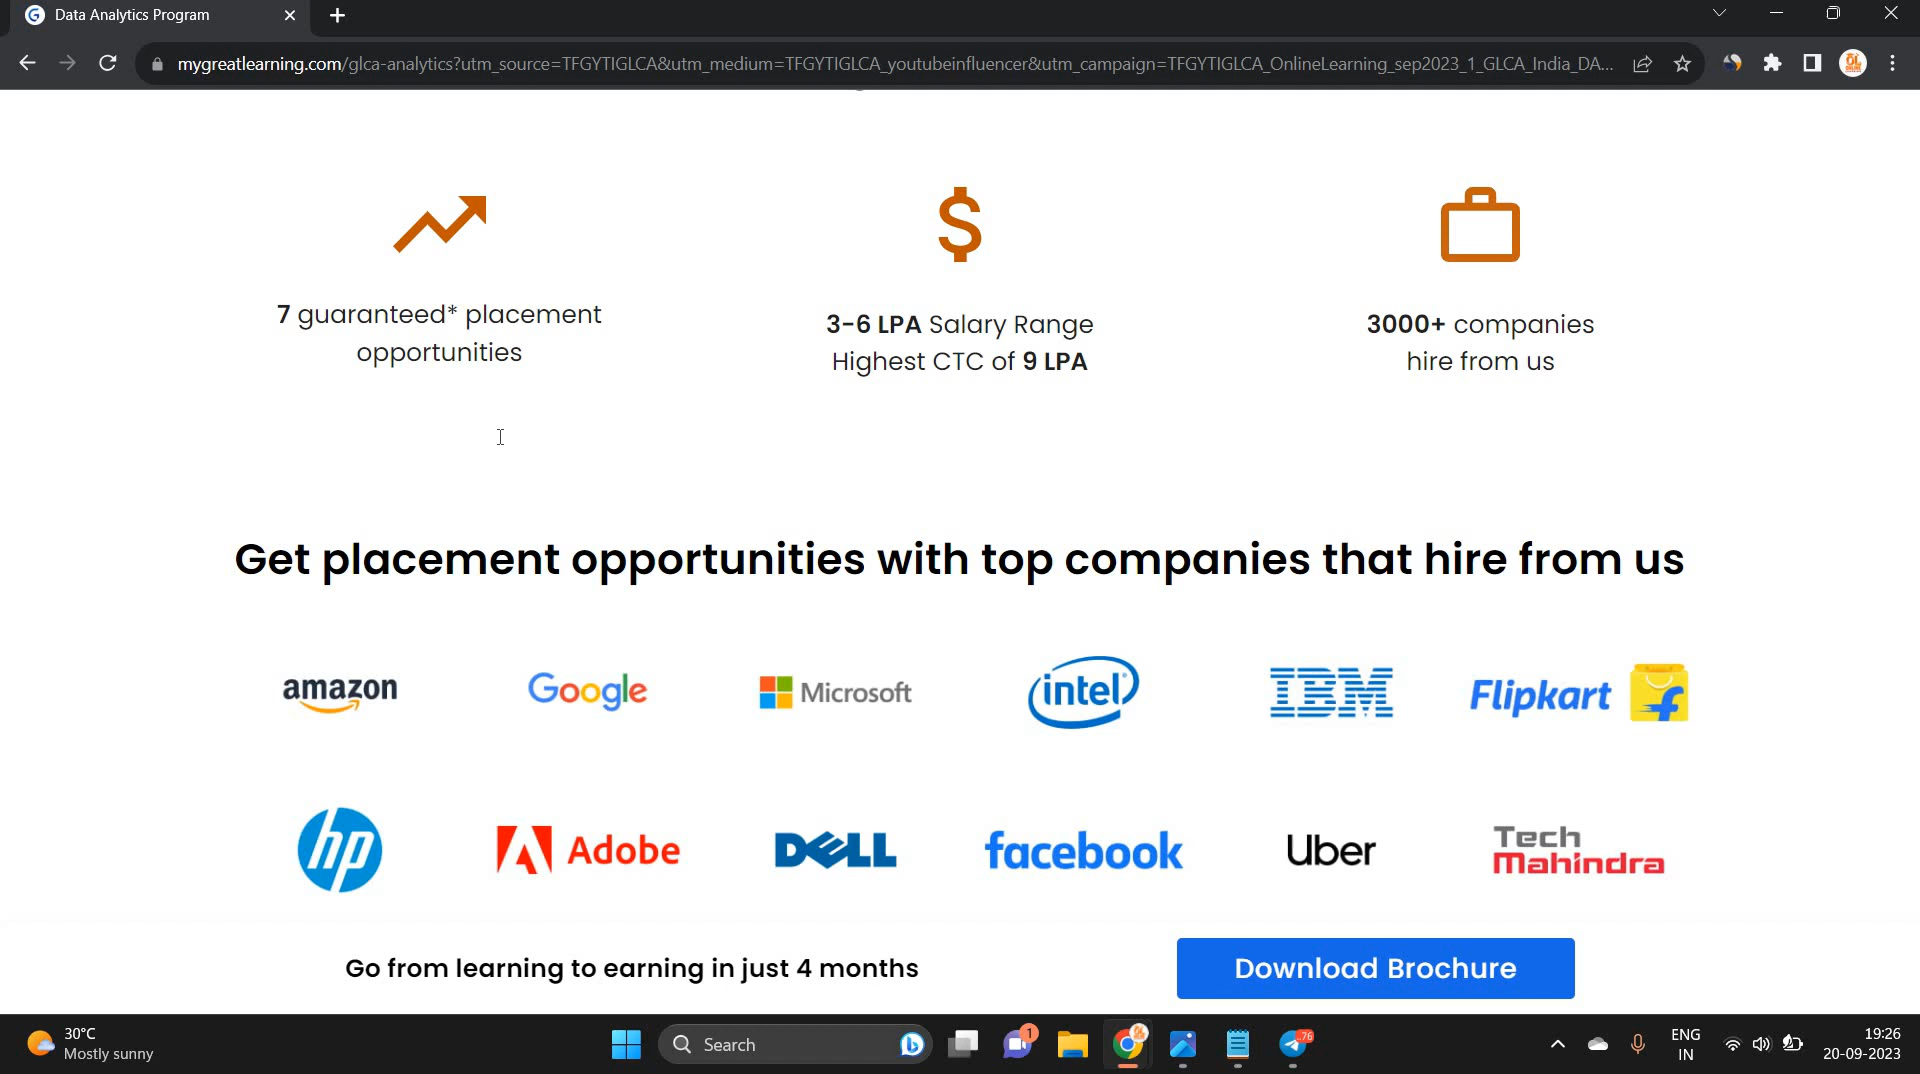 Data Analytics Program
mygreatlearning.com/glca-analytics?utm_source=TFGYTIGLCA&utm_medium=TFGYTIGLCA_youtubeinfluencer&utm_campaign=TFGYTIGLCA_OnlineLearning_sep2023_1_GLCA_India_DA...
7 guaranteed* placement
opportunities
3-6 LPA Salary Range
Highest CTC of 9 LPA
3000+ companies
hire from us
Get placement opportunities with top companies that hire from us
amazon Google Microsoft intel IBM Flipkart
hp Adobe DELL facebook Uber Tech
Mahindra
Go from learning to earning in just 4 months
Download Brochure
30°C
Mostly sunny
Search
1
76
ENG
IN
19:26
20-09-2023